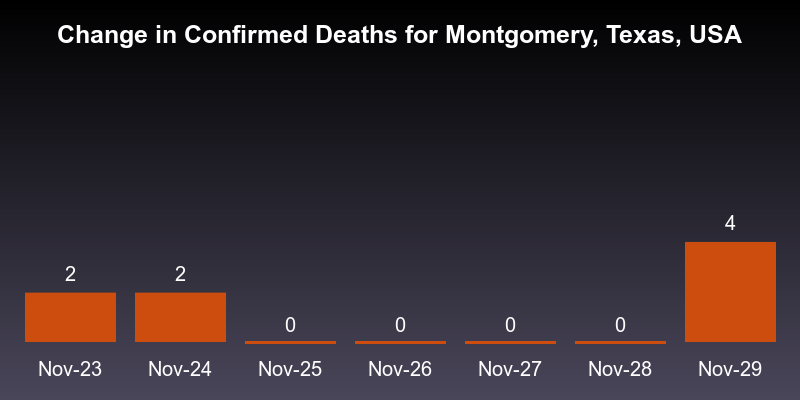 Change in Confirmed Deaths for Montgomery, Texas, USA
4
2 2
0 0 0 0
Nov-23 Nov-24 Nov-25 Nov-26 Nov-27 Nov-28 Nov-29